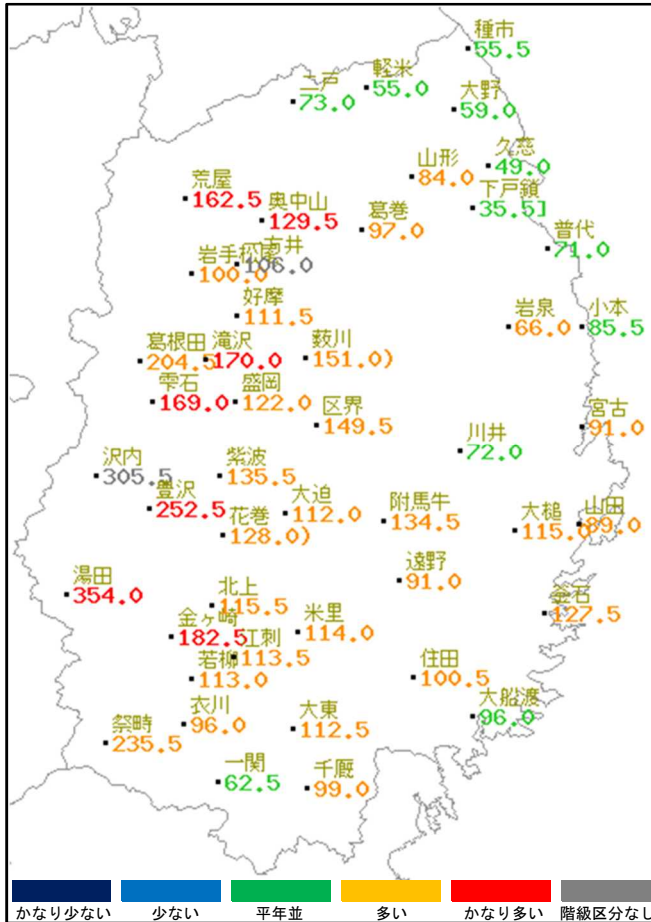 種市
55.5
軽米
55.0
二戸
73.0
大野
59.0
久慈
49.0
山形
84.0
下戸鎖
35.5]
荒屋
162.5
奥中山
129.5
葛巻
97.0
普代
71.0
一方井
106.0
岩手松尾
100.0
好摩
111.5
岩泉
66.0
小本
85.5
葛根田
204.5
滝沢
170.0
薮川
151.0)
雫石
169.0
盛岡
122.0
区界
149.5
宮古
91.0
川井
72.0
沢内
305.5
紫波
135.5
豊沢
252.5
大迫
112.0
附馬牛
134.5
大槌
115.0
山田
89.0
花巻
128.0)
遠野
91.0
湯田
354.0
北上
115.5
釜石
127.5
金ヶ崎
182.5
米里
114.0
江刺
113.5
若柳
113.0
住田
100.5
衣川
96.0
大東
112.5
大船渡
96.0
祭畤
235.5
一関
62.5
千厩
99.0
かなり少ない 少ない 平年並 多い かなり多い 階級区分なし